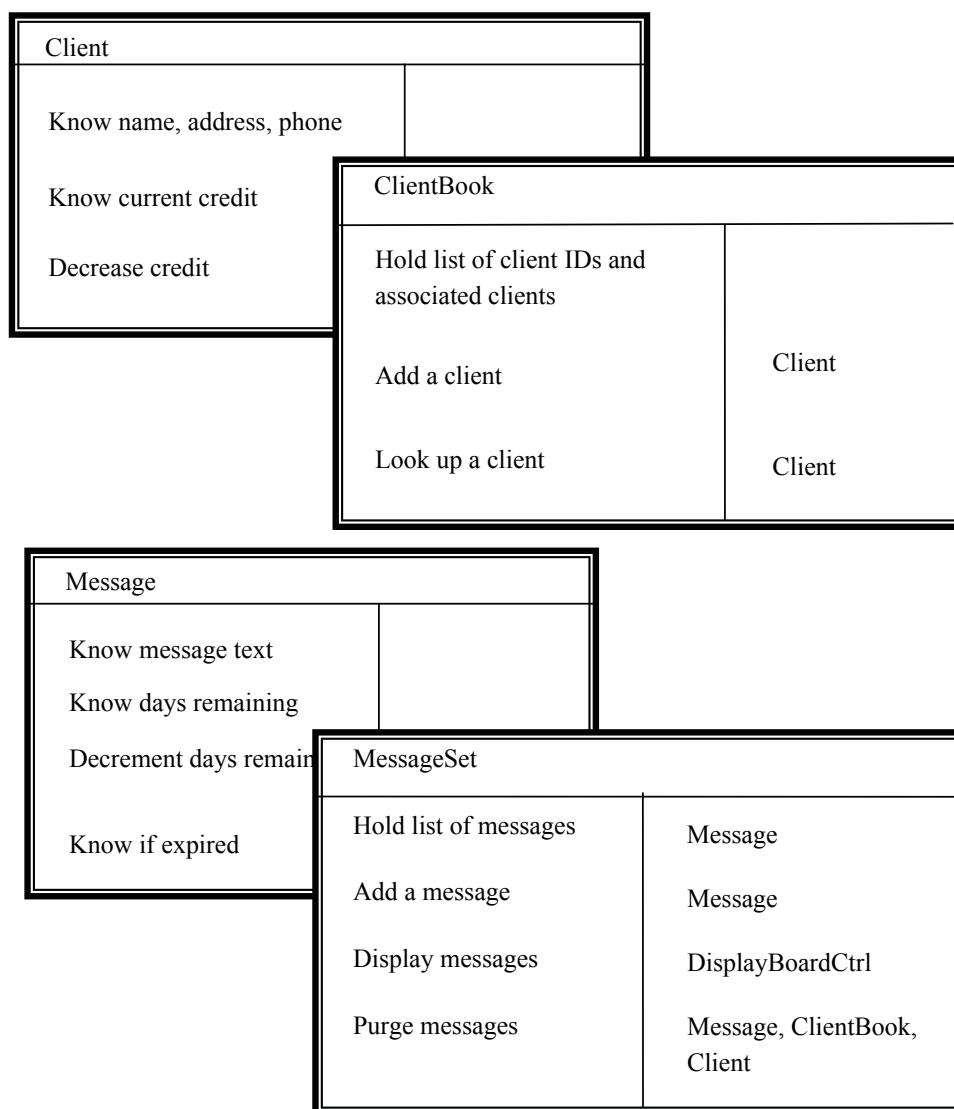 Client
Know name, address, phone
Know current credit
Decrease credit
ClientBook
Hold list of client IDs and
associated clients
Add a client
Client
Look up a client
Client
Message
Know message text
Know days remaining
Decrement days remain
Know if expired
MessageSet
Hold list of messages
Message
Add a message
Message
Display messages
DisplayBoardCtrl
Purge messages
Message, ClientBook,
Client